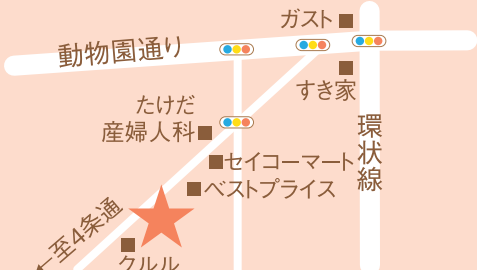 ガスト
動物園通り
すき家
たけだ
産婦人科
環状線
セイコーマート
ベストプライス
←至4条通
クルル